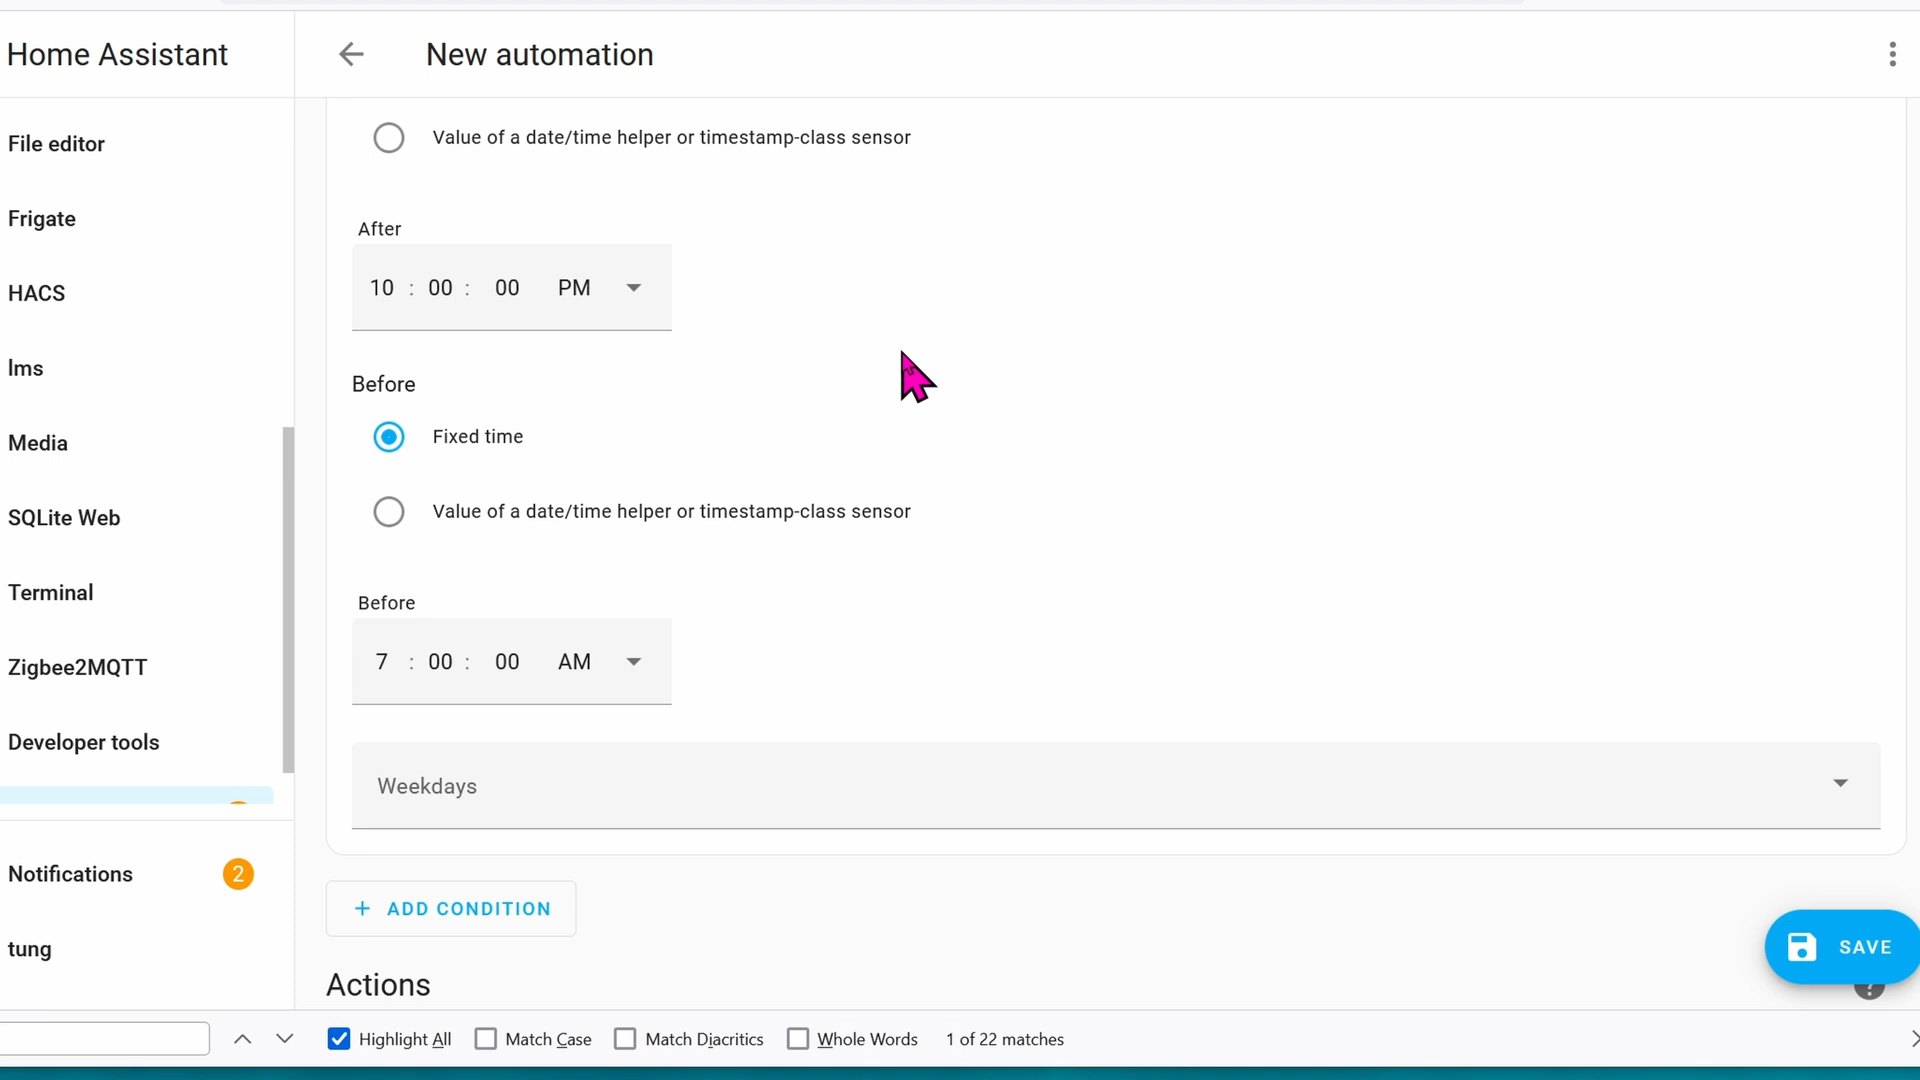 Home Assistant
New automation
File editor
Frigate
HACS
lms
Media
SQLite Web
Terminal
Zigbee2MQTT
Developer tools
Notifications 2
tung
Value of a date/time helper or timestamp-class sensor
After
10 : 00 : 00 PM
Before
Fixed time
Value of a date/time helper or timestamp-class sensor
Before
7 : 00 : 00 AM
Weekdays
+ ADD CONDITION
Actions
SAVE
?
Highlight All Match Case Match Diacritics Whole Words 1 of 22 matches